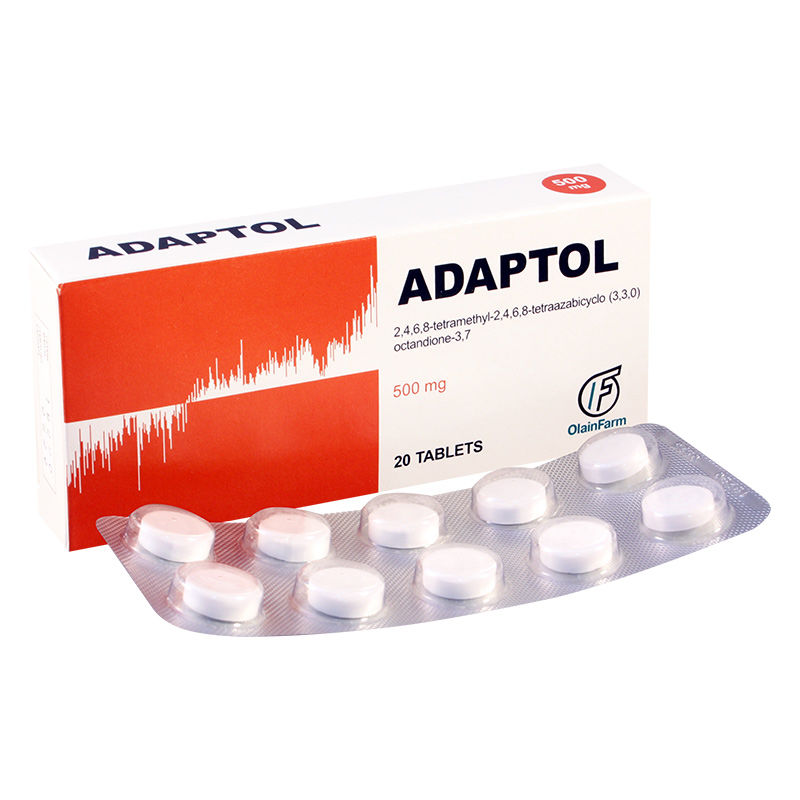 ADAPTOL
500
mg
ADAPTOL
2,4,6,8-tetramethyl-2,4,6,8-tetraazabicyclo (3,3,0)
octandione-3,7
500 mg
OlainFarm
20 TABLETS